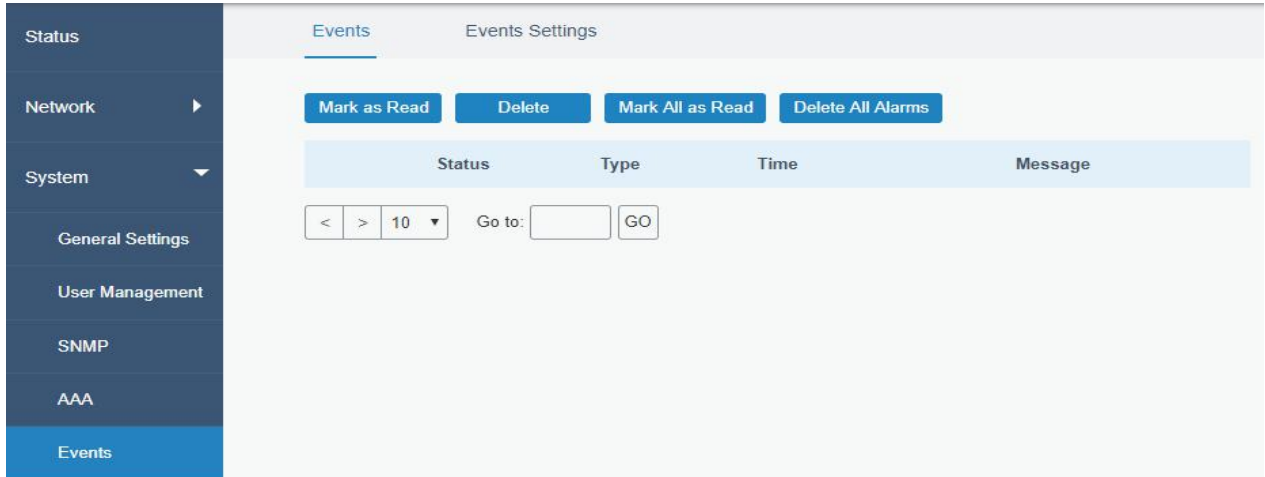 Status
Events Events Settings
Network
Mark as Read Delete Mark All as Read Delete All Alarms
System
Status Type Time Message
< > 10 Go to: GO
General Settings
User Management
SNMP
AAA
Events